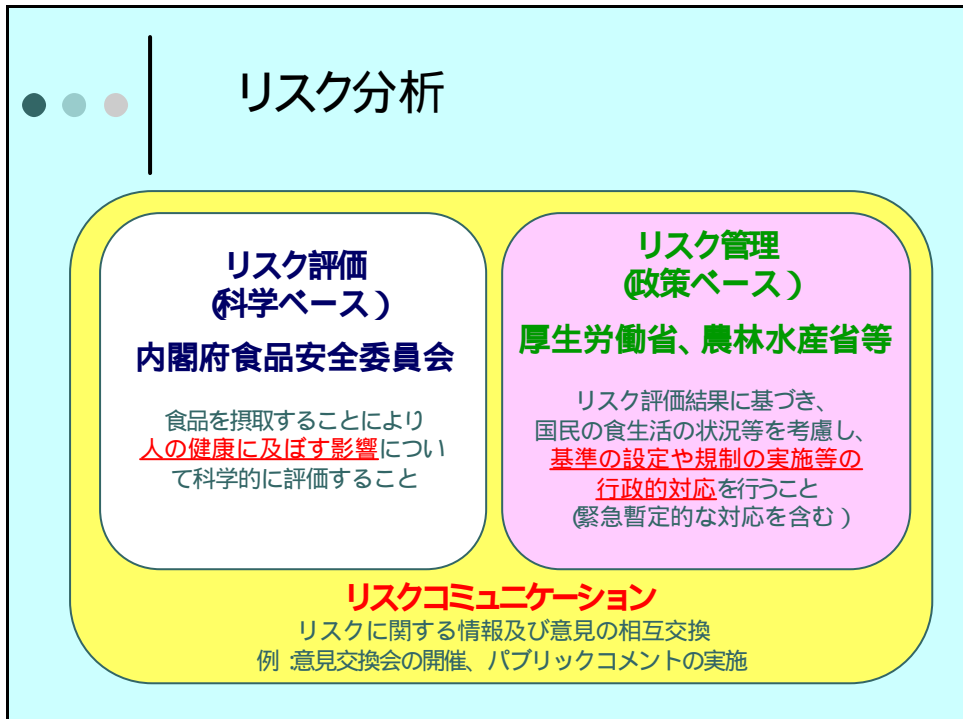 リスク分析
リスク評価
(科学ベース)
内閣府食品安全委員会
食品を摂取することにより
人の健康に及ぼす影響につい
て科学的に評価すること
リスク管理
(政策ベース)
厚生労働省、農林水産省等
リスク評価結果に基づき、
国民の食生活の状況等を考慮し、
基準の設定や規制の実施等の
行政的対応を行うこと
(緊急暫定的な対応を含む)
リスクコミュニケーション
リスクに関する情報及び意見の相互交換
例:意見交換会の開催、パブリックコメントの実施